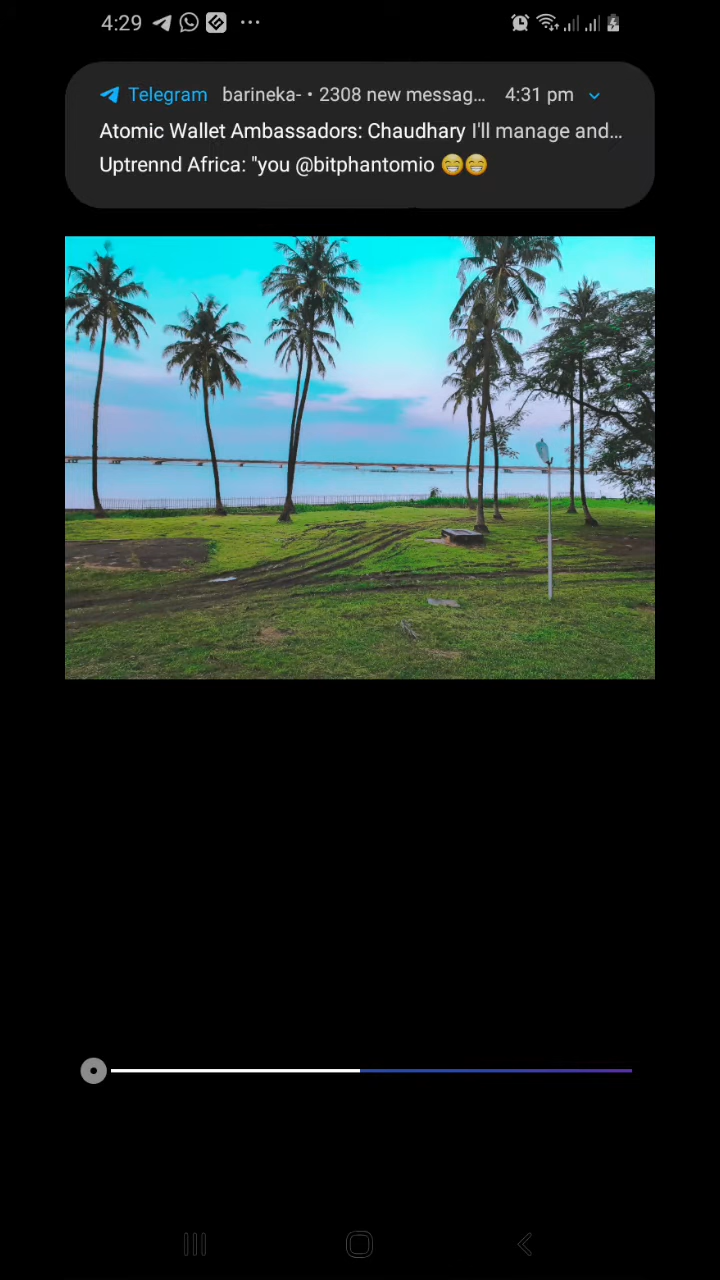 4:29
Telegram barineka- • 2308 new messag... 4:31 pm
Atomic Wallet Ambassadors: Chaudhary I'll manage and...
Uptrennd Africa: "you @bitphantomio 😁😁